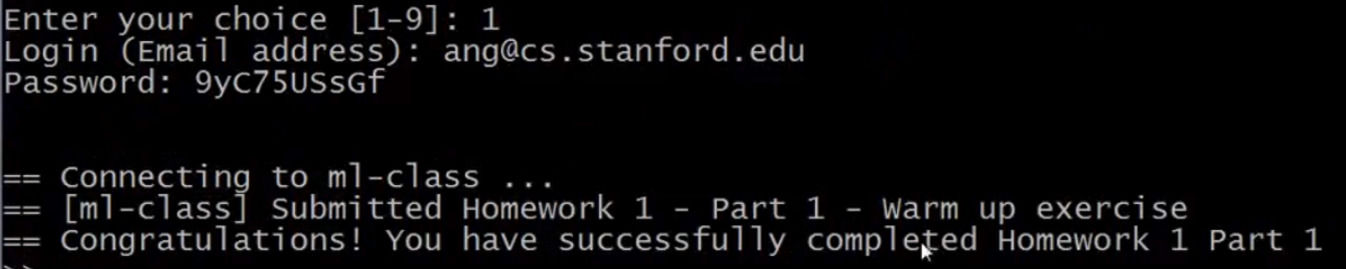 Enter your choice [1-9]: 1
Login (Email address): ang@cs.stanford.edu
Password: 9yC75USsGf
== Connecting to ml-class ...
== [ml-class] Submitted Homework 1 - Part 1 - Warm up exercise
== Congratulations! You have successfully completed Homework 1 Part 1